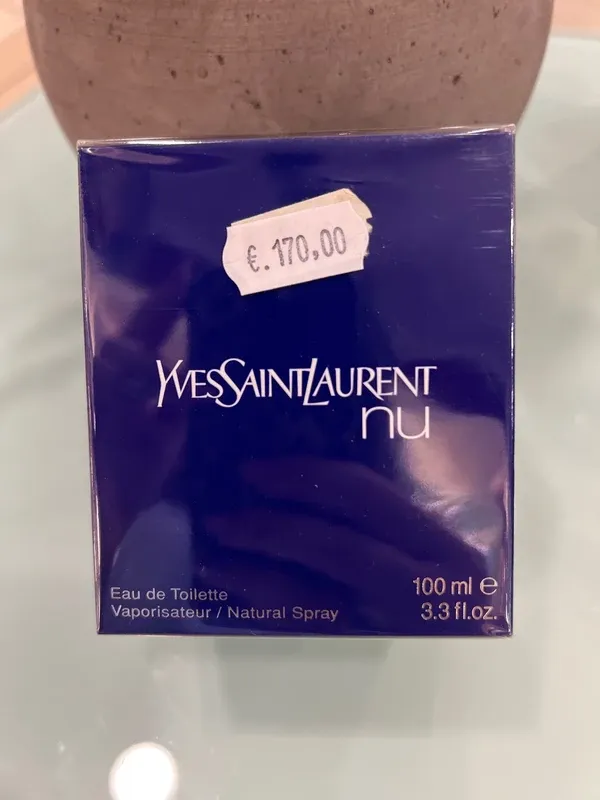 €.170,00
YVESSAINTLAURENT
nu
Eau de Toilette
Vaporisateur / Natural Spray
100 ml e
3.3 fl.oz.